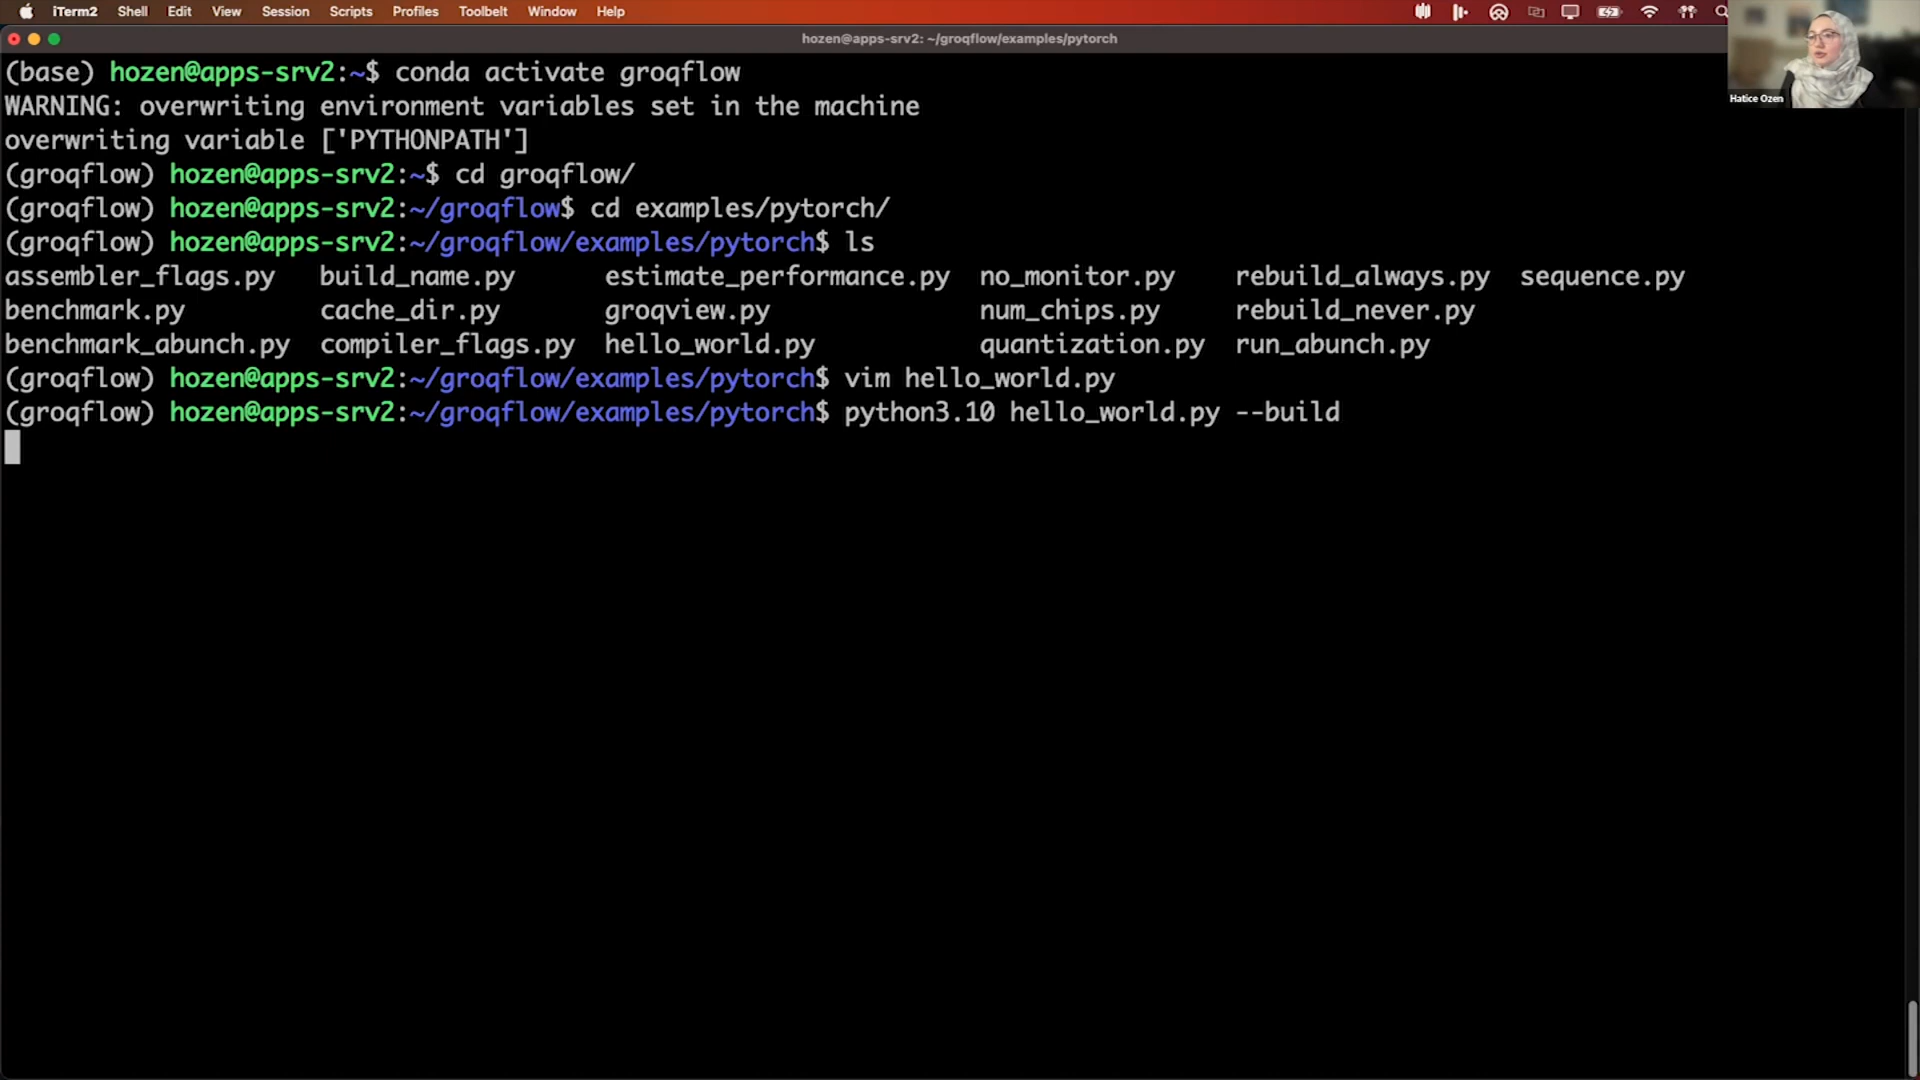 iTerm2 Shell Edit View Session Scripts Profiles Toolbelt Window Help
hozen@apps-srv2: ~/groqflow/examples/pytorch
Hatice Ozen
(base) hozen@apps-srv2:~$ conda activate groqflow
WARNING: overwriting environment variables set in the machine
overwriting variable ['PYTHONPATH']
(groqflow) hozen@apps-srv2:~$ cd groqflow/
(groqflow) hozen@apps-srv2:~/groqflow$ cd examples/pytorch/
(groqflow) hozen@apps-srv2:~/groqflow/examples/pytorch$ ls
assembler_flags.py build_name.py estimate_performance.py no_monitor.py rebuild_always.py sequence.py
benchmark.py cache_dir.py groqview.py num_chips.py rebuild_never.py
benchmark_abunch.py compiler_flags.py hello_world.py quantization.py run_abunch.py
(groqflow) hozen@apps-srv2:~/groqflow/examples/pytorch$ vim hello_world.py
(groqflow) hozen@apps-srv2:~/groqflow/examples/pytorch$ python3.10 hello_world.py --build